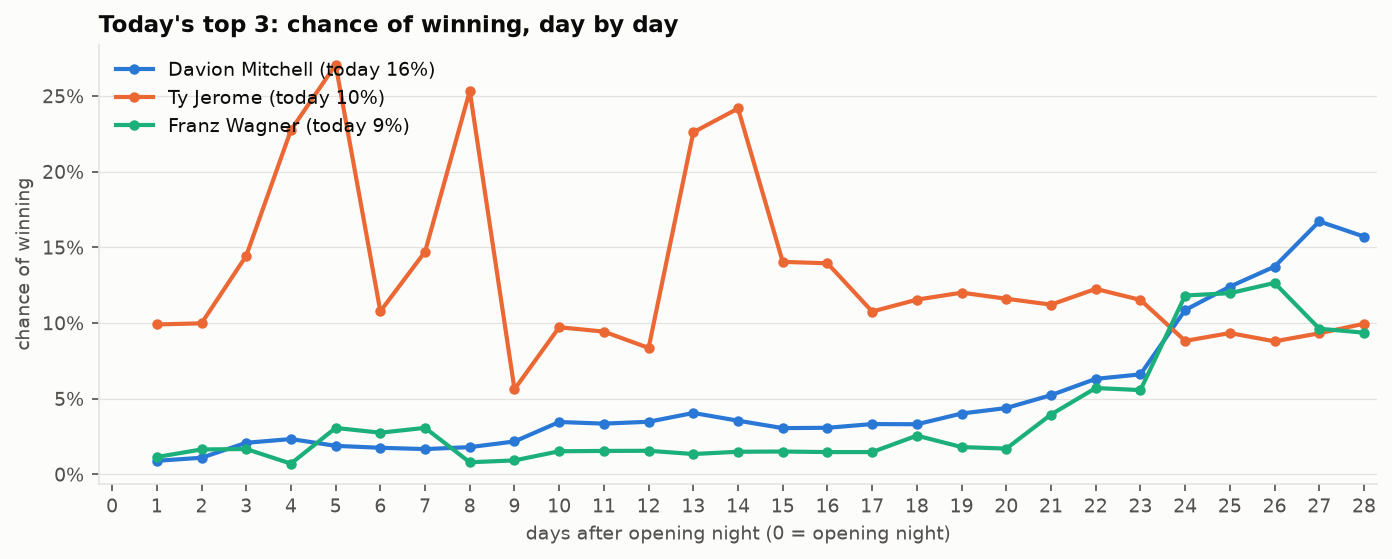 Today's top 3: chance of winning, day by day
Davion Mitchell (today 16%)
Ty Jerome (today 10%)
Franz Wagner (today 9%)
chance of winning
25%
20%
15%
10%
5%
0%
0 1 2 3 4 5 6 7 8 9 10 11 12 13 14 15 16 17 18 19 20 21 22 23 24 25 26 27 28
days after opening night (0 = opening night)